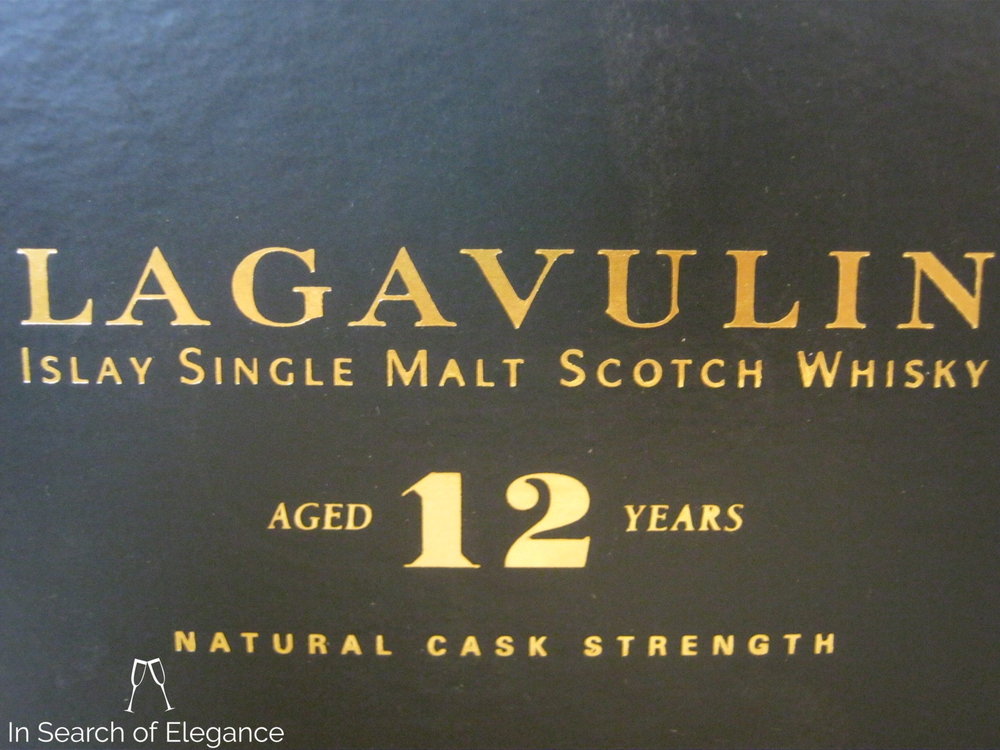 LAGAVULIN
ISLAY SINGLE MALT SCOTCH WHISKY
AGED 12 YEARS
NATURAL CASK STRENGTH
In Search of Elegance